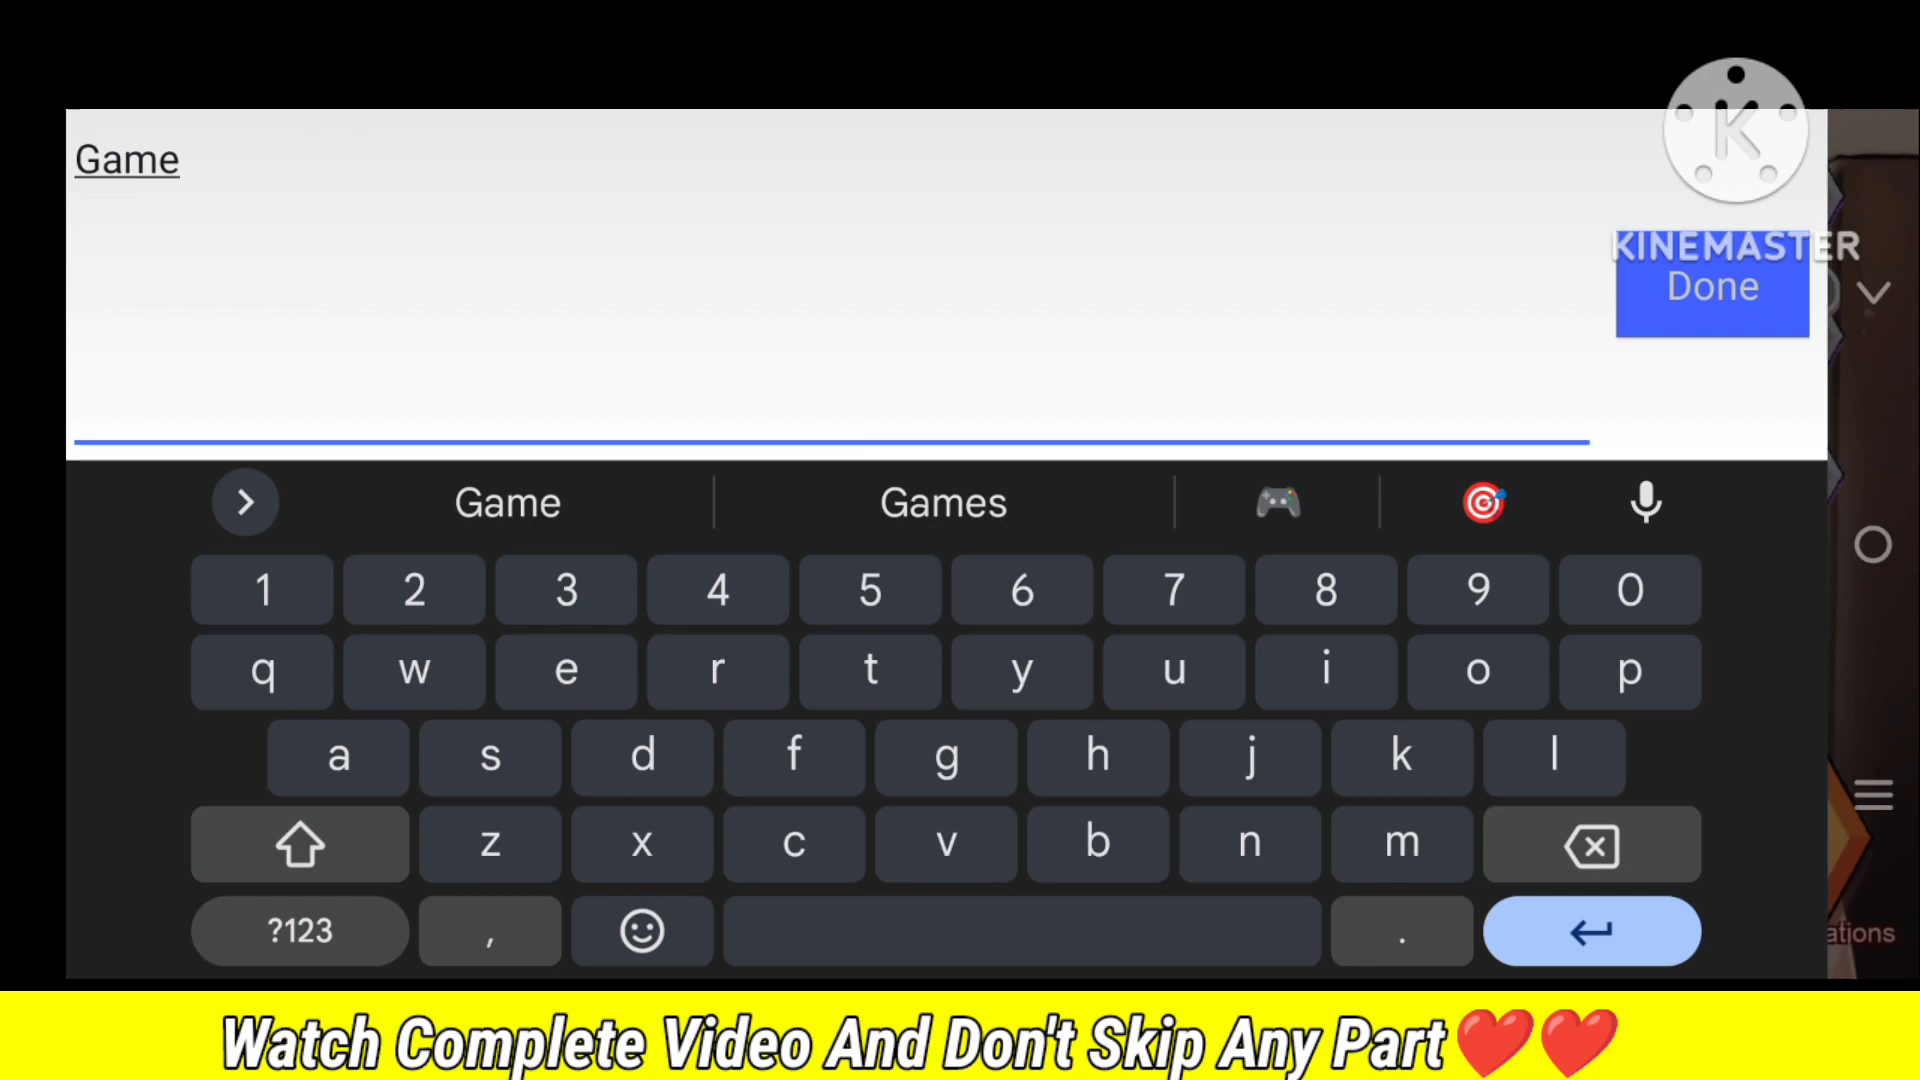 Game
K
KINEMASTER
Done
Game Games
1 2 3 4 5 6 7 8 9 0
q w e r t y u i o p
a s d f g h j k l
z x c v b n m
?123 , .
ations
Watch Complete Video And Don't Skip Any Part❤️❤️